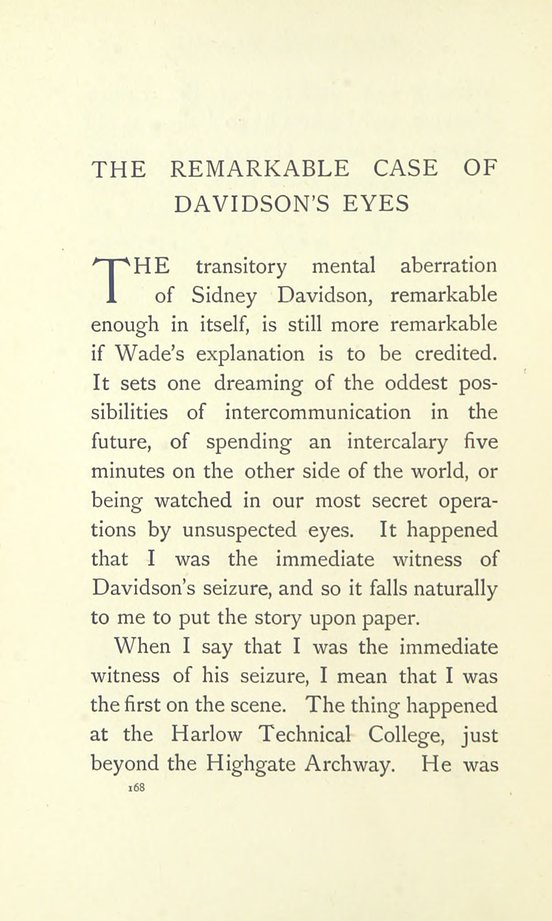 THE REMARKABLE CASE OF
DAVIDSON'S EYES
THE transitory mental aberration
of Sidney Davidson, remarkable
enough in itself, is still more remarkable
if Wade's explanation is to be credited.
It sets one dreaming of the oddest pos-
sibilities of intercommunication in the
future, of spending an intercalary five
minutes on the other side of the world, or
being watched in our most secret opera-
tions by unsuspected eyes. It happened
that I was the immediate witness of
Davidson's seizure, and so it falls naturally
to me to put the story upon paper.
When I say that I was the immediate
witness of his seizure, I mean that I was
the first on the scene. The thing happened
at the Harlow Technical College, just
beyond the Highgate Archway. He was
168